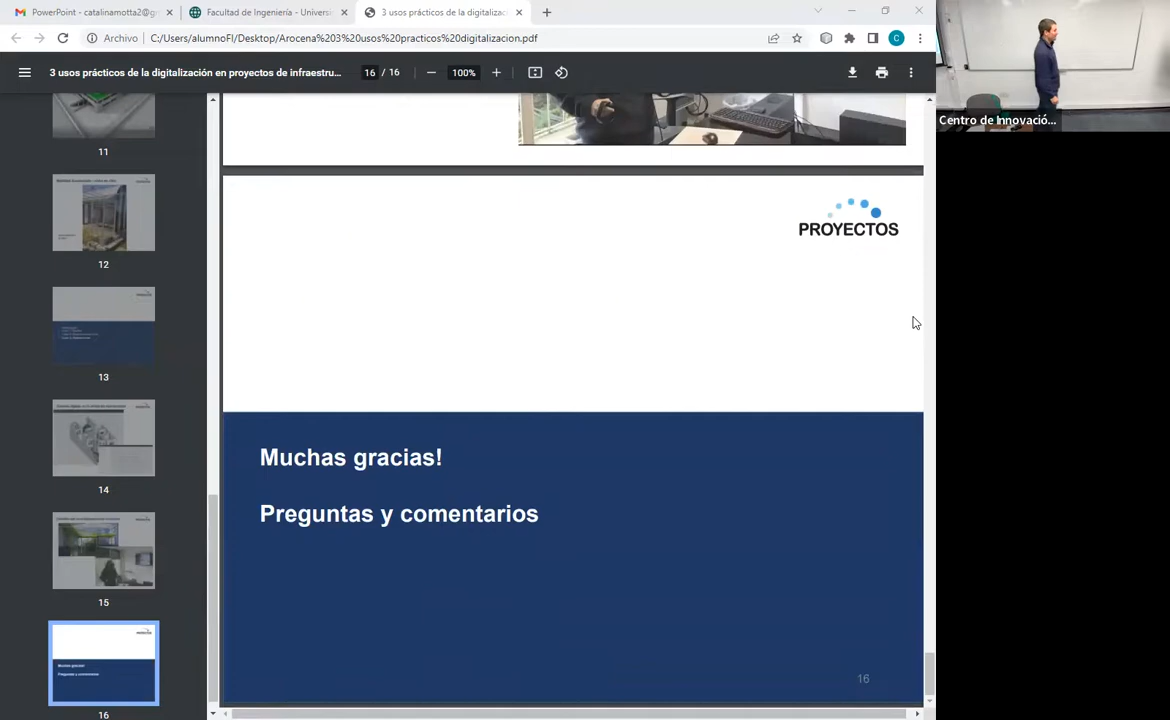 PowerPoint - catalinamotta2@g
Facultad de Ingeniería - Universi
3 usos prácticos de la digitalizac
Archivo
C:/Users/alumnoFI/Desktop/Arocena%203%20usos%20practicos%20digitalizacion.pdf
C
3 usos prácticos de la digitalización en proyectos de infraestru...
16 / 16
100%
Centro de Innovació...
11
12
13
14
15
16
PROYECTOS
Muchas gracias!
Preguntas y comentarios
16